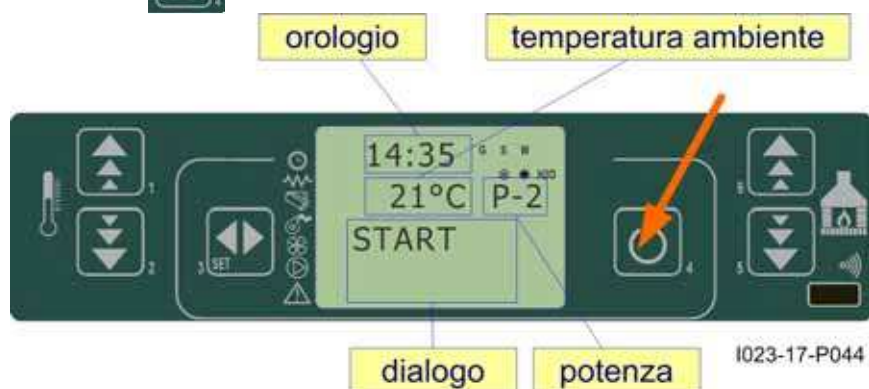 4
orologio
temperatura ambiente
14:35 G S M
21°C P-2
START
1
2
3 SET
4
6
5
dialogo
potenza
I023-17-P044